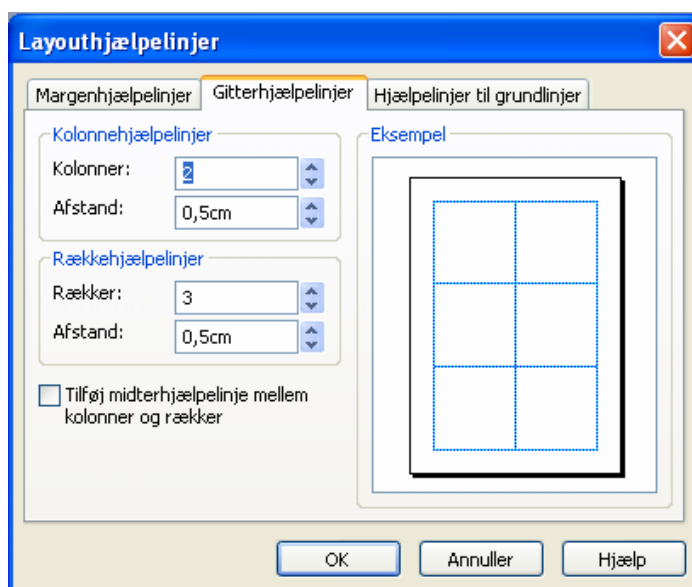 Layouthjælpelinjer
Margenhjælpelinjer Gitterhjælpelinjer Hjælpelinjer til grundlinjer
Kolonnehjælpelinjer
Kolonner: 2
Afstand: 0,5cm
Rækkehjælpelinjer
Rækker: 3
Afstand: 0,5cm
Tilføj midterhjælpelinje mellem
kolonner og rækker
Eksempel
OK Annuller Hjælp